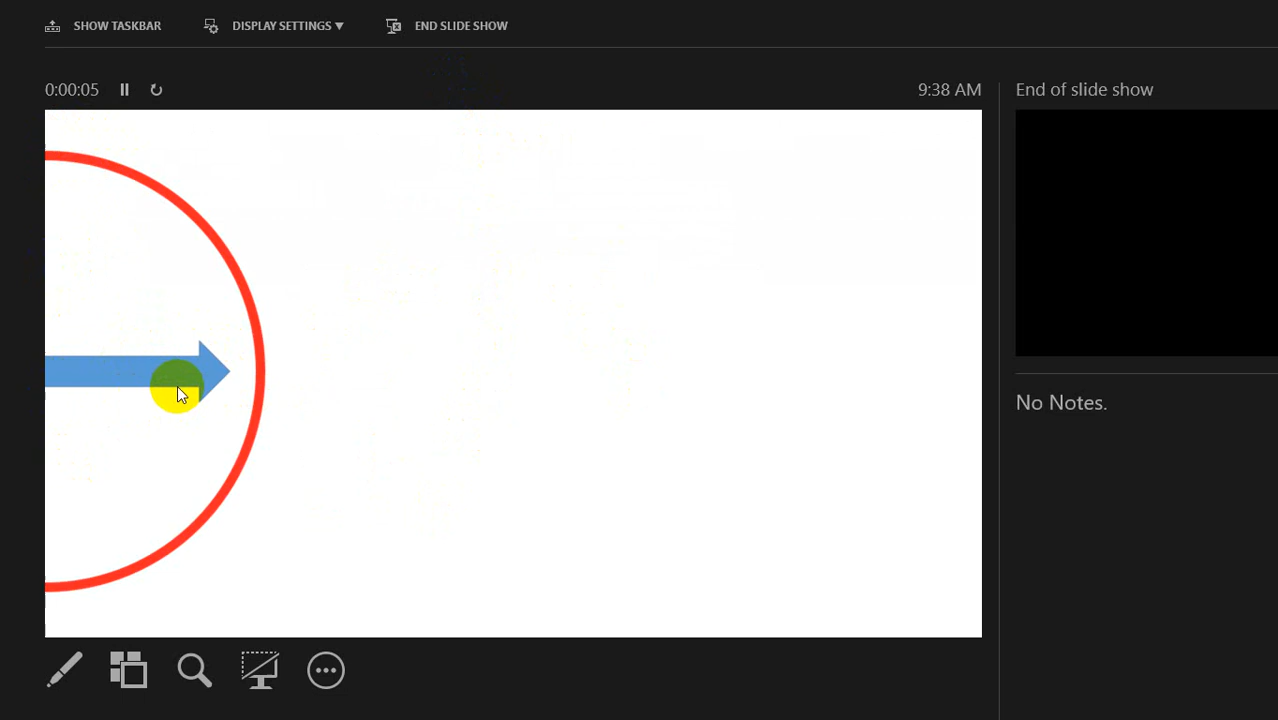 SHOW TASKBAR
DISPLAY SETTINGS ▼
END SLIDE SHOW
0:00:05
9:38 AM
End of slide show
No Notes.